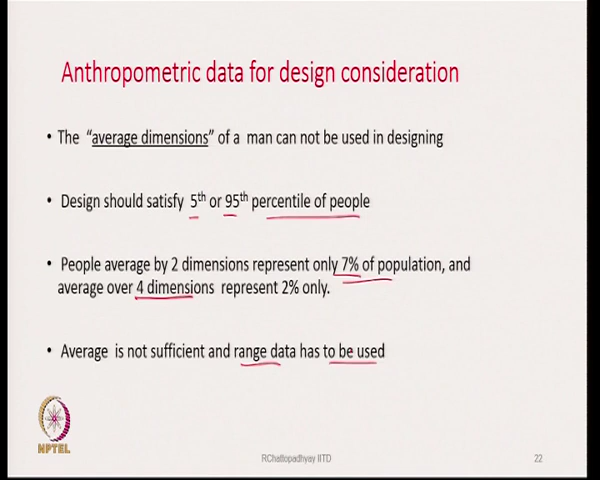 Anthropometric data for design consideration
• The “average dimensions” of a man can not be used in designing
• Design should satisfy 5th or 95th percentile of people
• People average by 2 dimensions represent only 7% of population, and
average over 4 dimensions represent 2% only.
• Average is not sufficient and range data has to be used
NPTEL
RChattopadhyay IITD
22